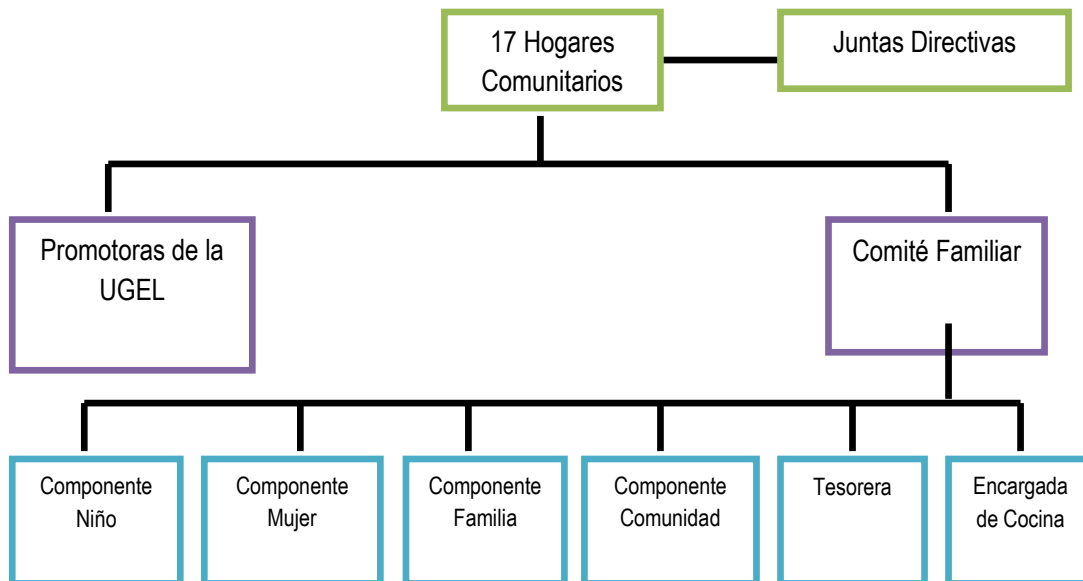 17 Hogares
Comunitarios
Juntas Directivas
Promotoras de la
UGEL
Comité Familiar
Componente
Niño
Componente
Mujer
Componente
Familia
Componente
Comunidad
Tesorera
Encargada
de Cocina